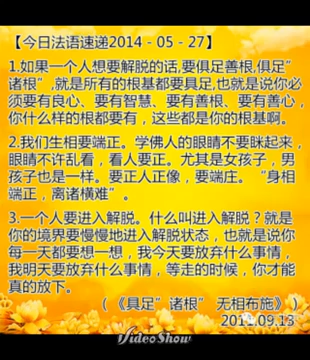 【今日法语速递2014－05－27】
1.如果一个人想要解脱的话,要俱足善根,俱足”
诸根”,就是所有的根基都要具足,也就是说你必
须要有良心、要有智慧、要有善根、要有善心，
你什么样的根都要有，这些都是你的根基啊。
2.我们生相要端正。学佛人的眼睛不要眯起来，
眼睛不许乱看，看人要正。尤其是女孩子，男
孩子也是一样。要正人正像，要端庄。“身相
端正，离诸横难”。
3.一个人要进入解脱。什么叫进入解脱？就是
你的境界要慢慢地进入解脱状态，也就是说你
每一天都要想一想，我今天要放弃什么事情，
我明天要放弃什么事情，等走的时候，你才能
真的放下。
（《具足”诸根” 无相布施》）
2011.09.13
VideoShow